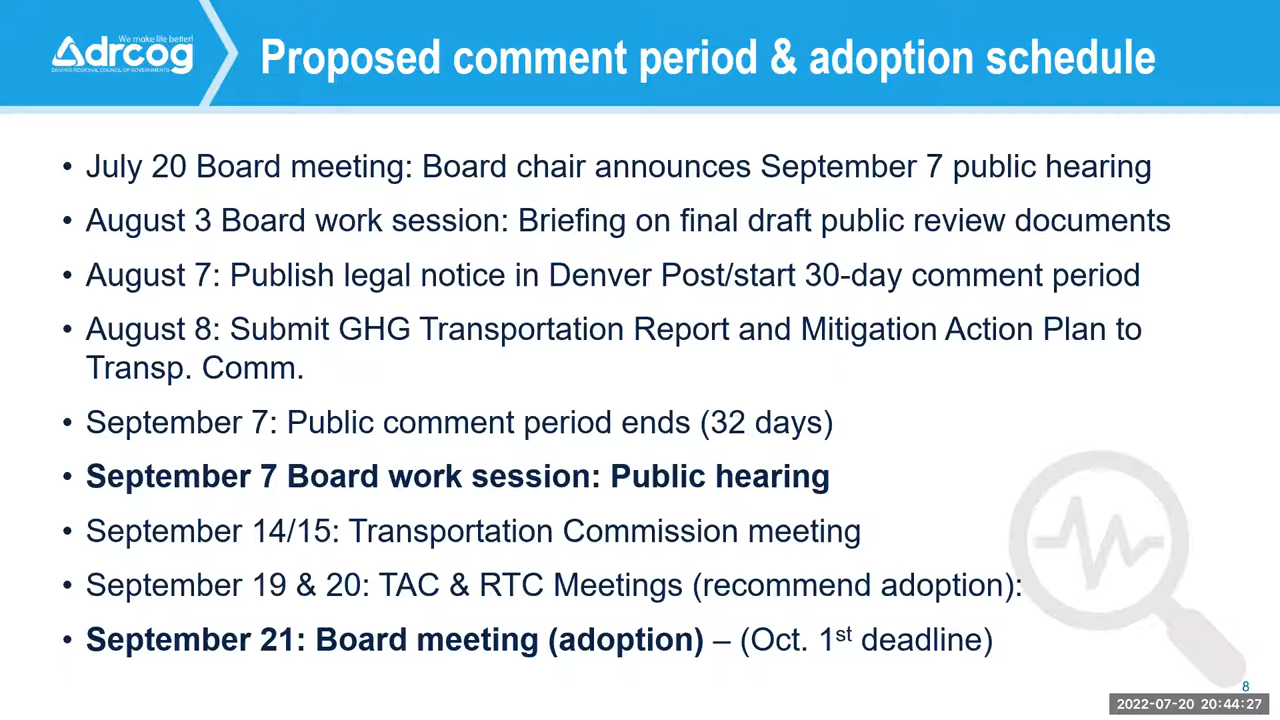 We make life better!
drcog
DENVER REGIONAL COUNCIL OF GOVERNMENTS
Proposed comment period & adoption schedule
• July 20 Board meeting: Board chair announces September 7 public hearing
• August 3 Board work session: Briefing on final draft public review documents
• August 7: Publish legal notice in Denver Post/start 30-day comment period
• August 8: Submit GHG Transportation Report and Mitigation Action Plan to
Transp. Comm.
• September 7: Public comment period ends (32 days)
• September 7 Board work session: Public hearing
• September 14/15: Transportation Commission meeting
• September 19 & 20: TAC & RTC Meetings (recommend adoption):
• September 21: Board meeting (adoption) – (Oct. 1st deadline)
8
2022-07-20 20:44:27